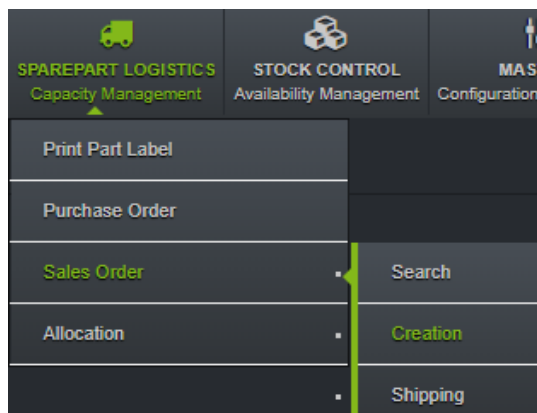 SPAREPART LOGISTICS
Capacity Management
STOCK CONTROL
Availability Management
MAS
Configuration
Print Part Label
Purchase Order
Sales Order
Search
Allocation
Creation
Shipping